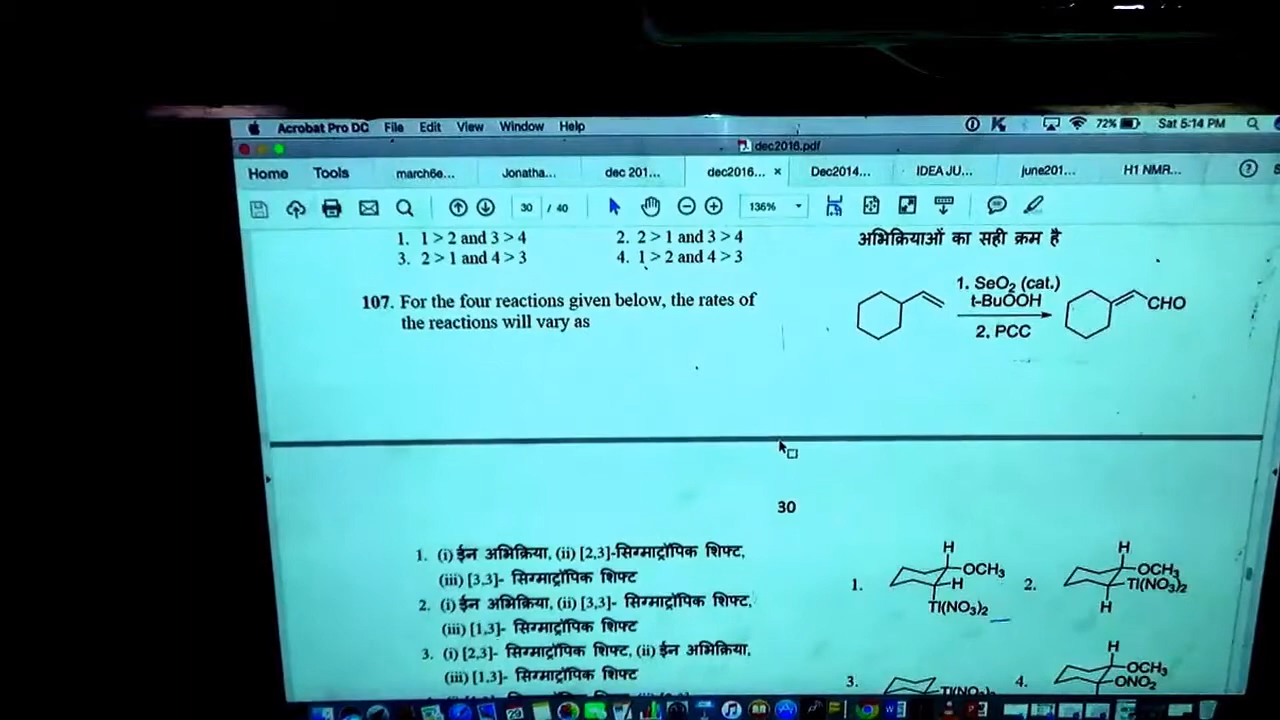 Acrobat Pro DC File Edit View Window Help 72% Sat 5:14 PM
dec2016.pdf
Home Tools march6e... Jonatha... dec 201... dec2016... × Dec2014... IDEA JU... june201... H1 NMR...
30 / 40 136%
1. 1 > 2 and 3 > 4 2. 2 > 1 and 3 > 4
3. 2 > 1 and 4 > 3 4. 1 > 2 and 4 > 3
107. For the four reactions given below, the rates of
the reactions will vary as
अभिक्रियाओं का सही क्रम है
1. SeO₂ (cat.)
t-BuOOH
2. PCC
CHO
30
1. (i) ईन अभिक्रिया, (ii) [2,3]-सिग्माट्रॉपिक शिफ्ट,
(iii) [3,3]- सिग्माट्रॉपिक शिफ्ट
2. (i) ईन अभिक्रिया, (ii) [3,3]- सिग्माट्रॉपिक शिफ्ट,
(iii) [1,3]- सिग्माट्रॉपिक शिफ्ट
3. (i) [2,3]- सिग्माट्रॉपिक शिफ्ट, (ii) ईन अभिक्रिया,
(iii) [1,3]- सिग्माट्रॉपिक शिफ्ट
H H
OCH₃ OCH₃
1. H 2. Tl(NO₃)₂
Tl(NO₃)₂ H
H
3. 4. OCH₃
Tl(NO₃)₂ ONO₂